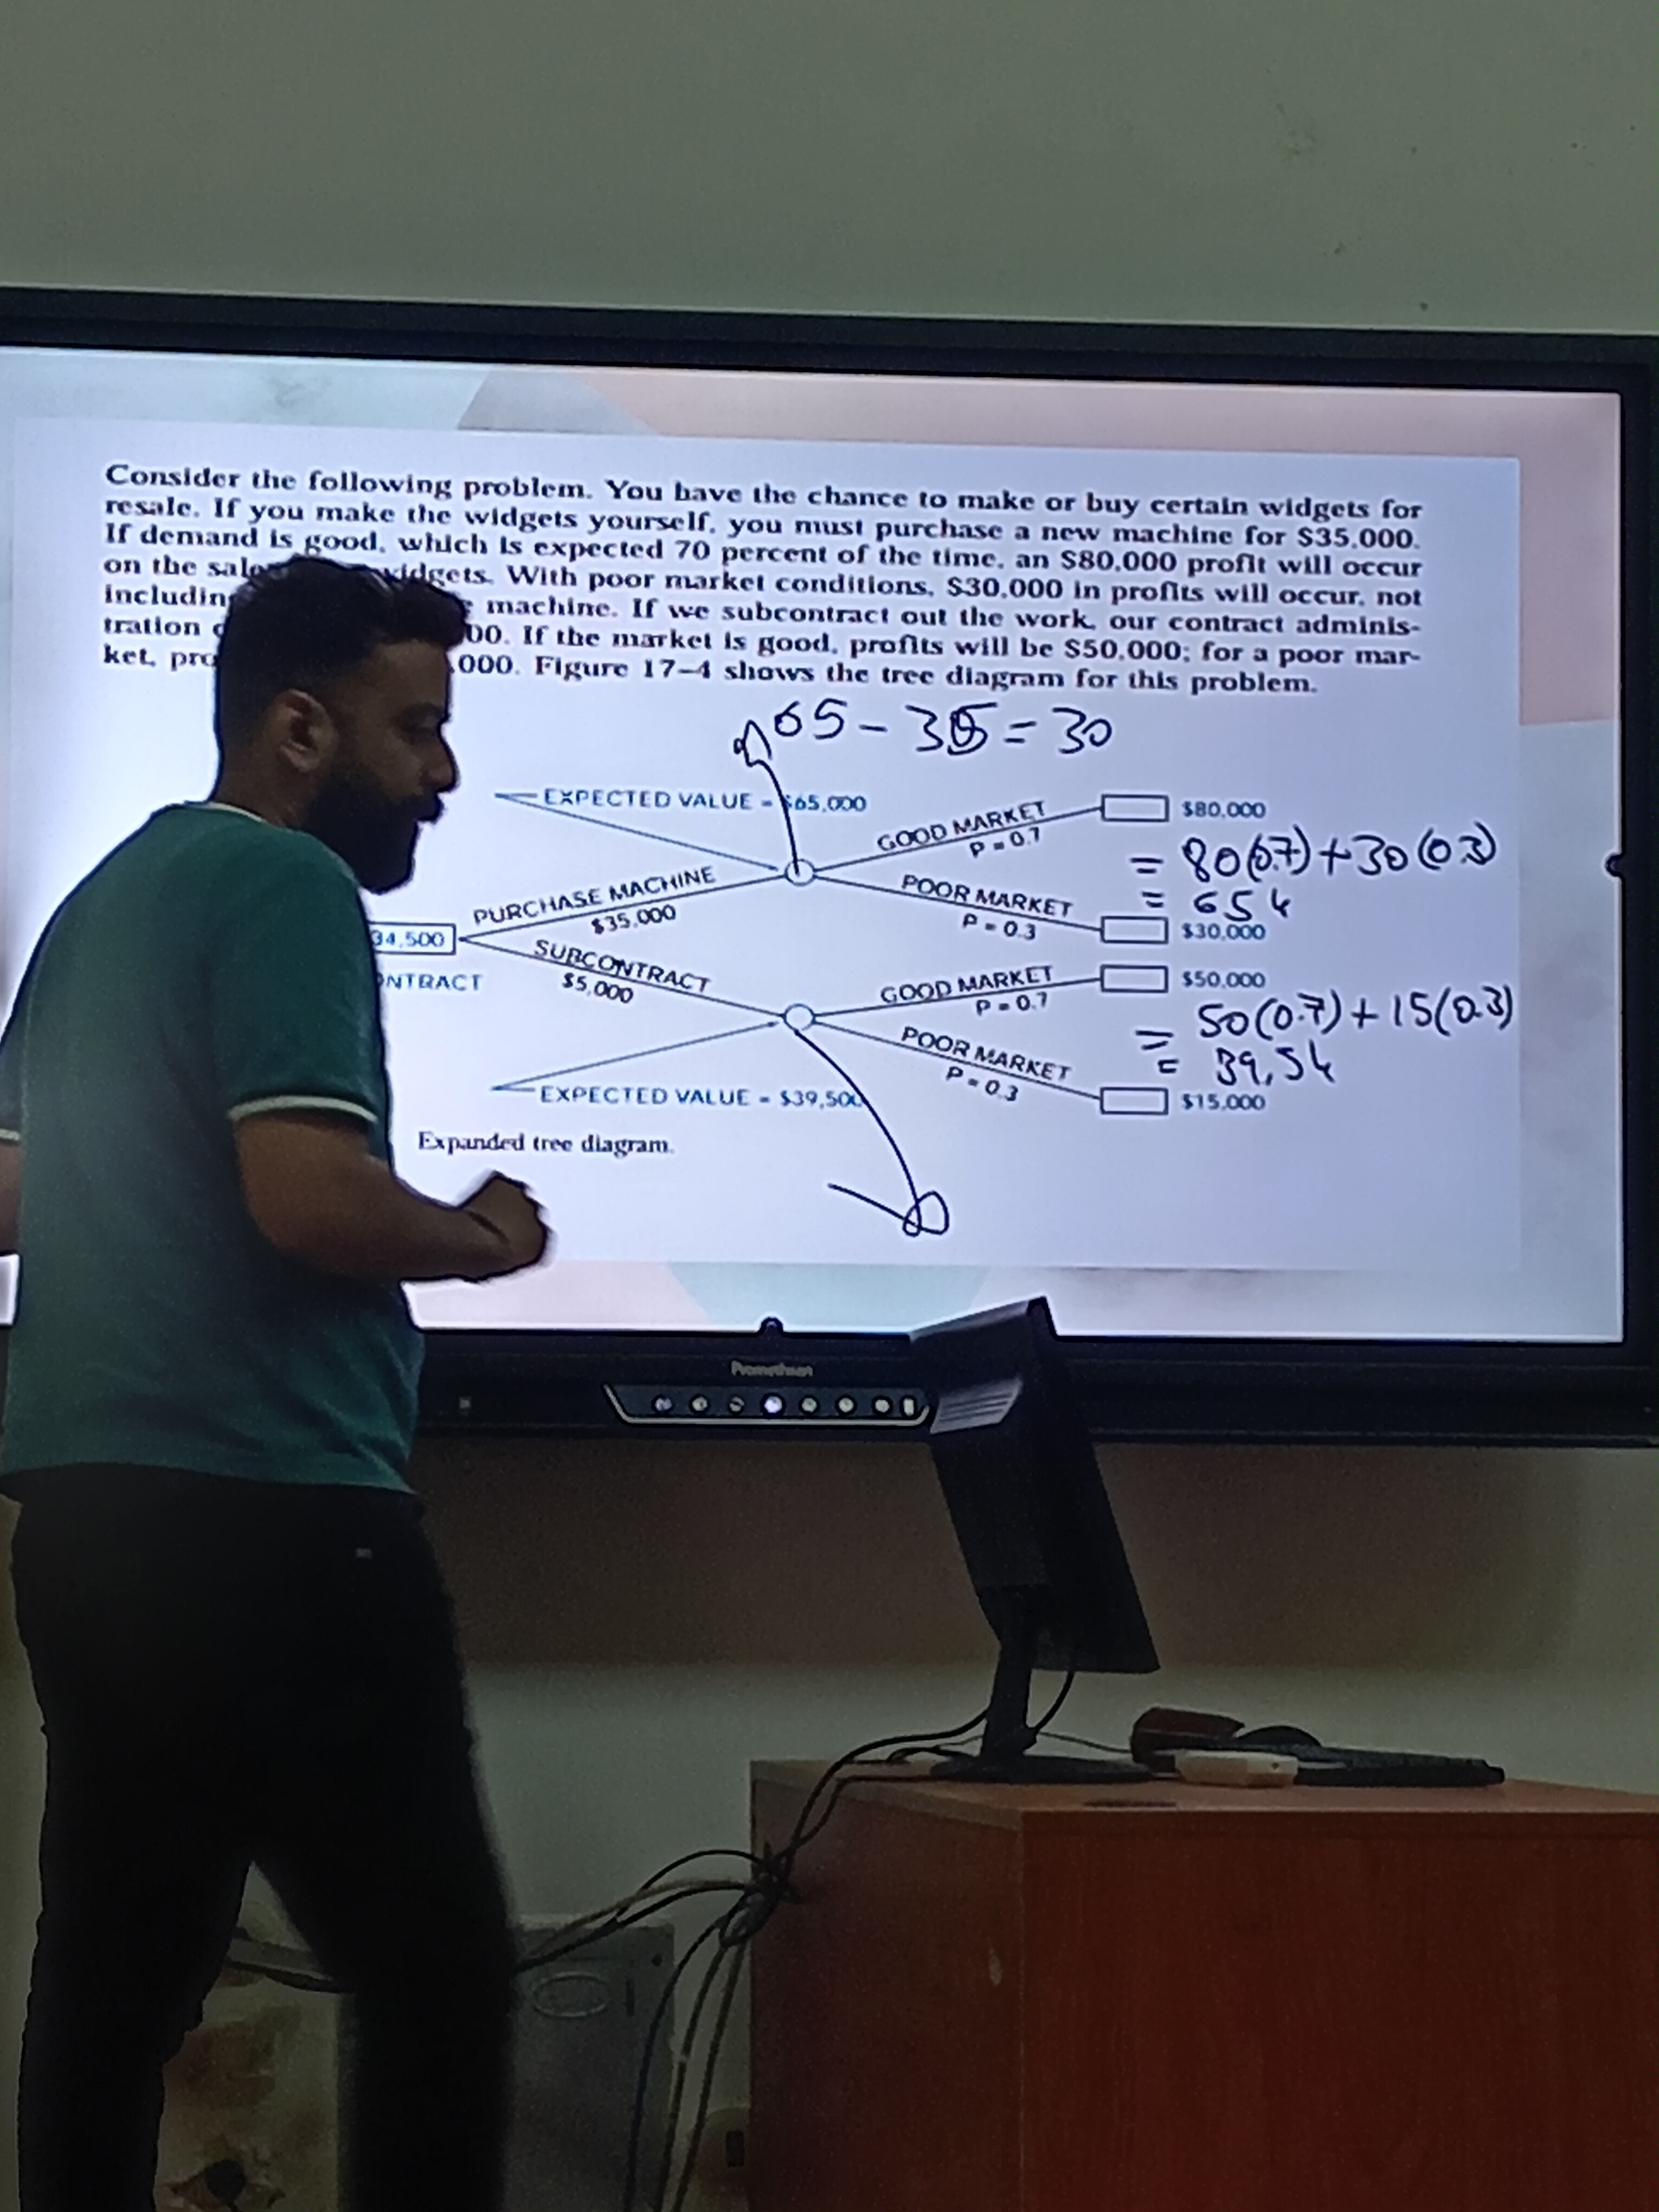 Consider the following problem. You have the chance to make or buy certain widgets for
resale. If you make the widgets yourself, you must purchase a new machine for $35,000.
If demand is good, which is expected 70 percent of the time, an $80,000 profit will occur
on the sale widgets. With poor market conditions, $30,000 in profits will occur, not
including machine. If we subcontract out the work, our contract adminis-
tration 00. If the market is good, profits will be $50,000; for a poor mar-
ket, pro ,000. Figure 17-4 shows the tree diagram for this problem.
65 - 35 = 30
EXPECTED VALUE = $65,000
GOOD MARKET
P = 0.7
$80,000
= 80(0.7) + 30(0.3)
= 65k
PURCHASE MACHINE
$35,000
POOR MARKET
P = 0.3
$30,000
34,500
ONTRACT
SUBCONTRACT
$5,000
GOOD MARKET
P = 0.7
$50,000
= 50(0.7) + 15(0.3)
= 39,5k
POOR MARKET
P = 0.3
$15,000
EXPECTED VALUE = $39,500
Expanded tree diagram.
Promethean